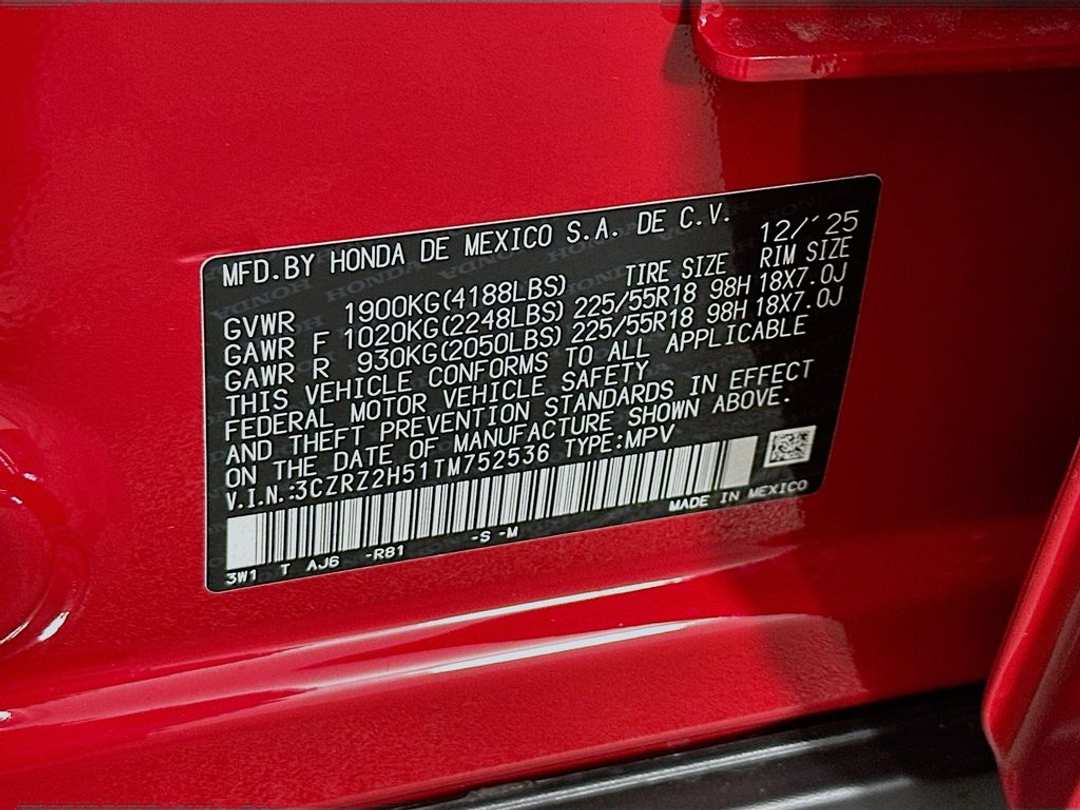 MFD.BY HONDA DE MEXICO S.A. DE C.V.
12/´25
TIRE SIZE RIM SIZE
GVWR 1900KG(4188LBS)
GAWR F 1020KG(2248LBS) 225/55R18 98H 18X7.0J
GAWR R 930KG(2050LBS) 225/55R18 98H 18X7.0J
THIS VEHICLE CONFORMS TO ALL APPLICABLE
FEDERAL MOTOR VEHICLE SAFETY
AND THEFT PREVENTION STANDARDS IN EFFECT
ON THE DATE OF MANUFACTURE SHOWN ABOVE.
V.I.N.:3CZRZ2H51TM752536 TYPE:MPV
MADE IN MEXICO
3W1 T AJ6 -R81 -S -M